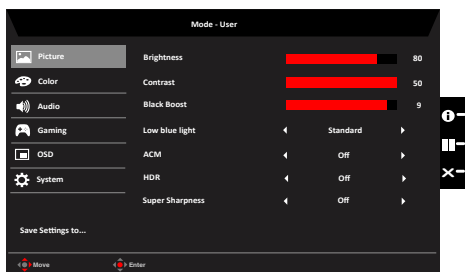 Mode - User
Picture
Color
Audio
Gaming
OSD
System
Save Settings to...
Brightness 80
Contrast 50
Black Boost 9
Low blue light Standard
ACM Off
HDR Off
Super Sharpness Off
Move Enter